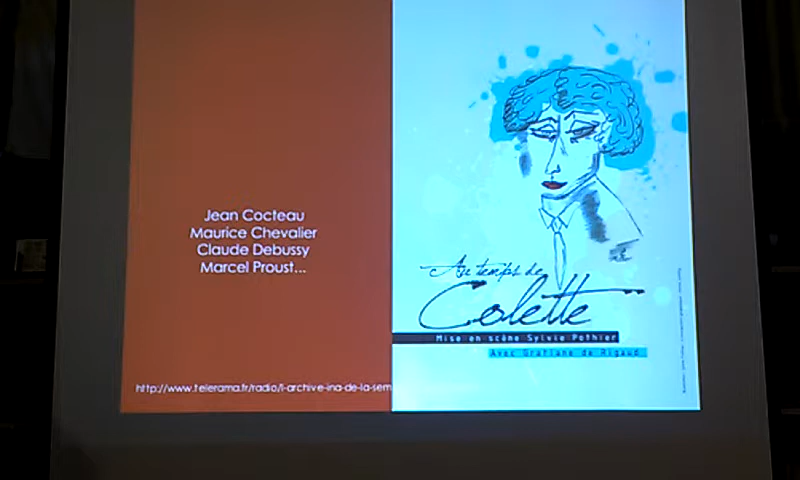 Jean Cocteau
Maurice Chevalier
Claude Debussy
Marcel Proust...
http://www.telerama.fr/radio/l-archive-ina-de-la-sem
Au temps de
Colette...
Mise en scène Sylvie Pothier
Avec Gratiane de Rigaud